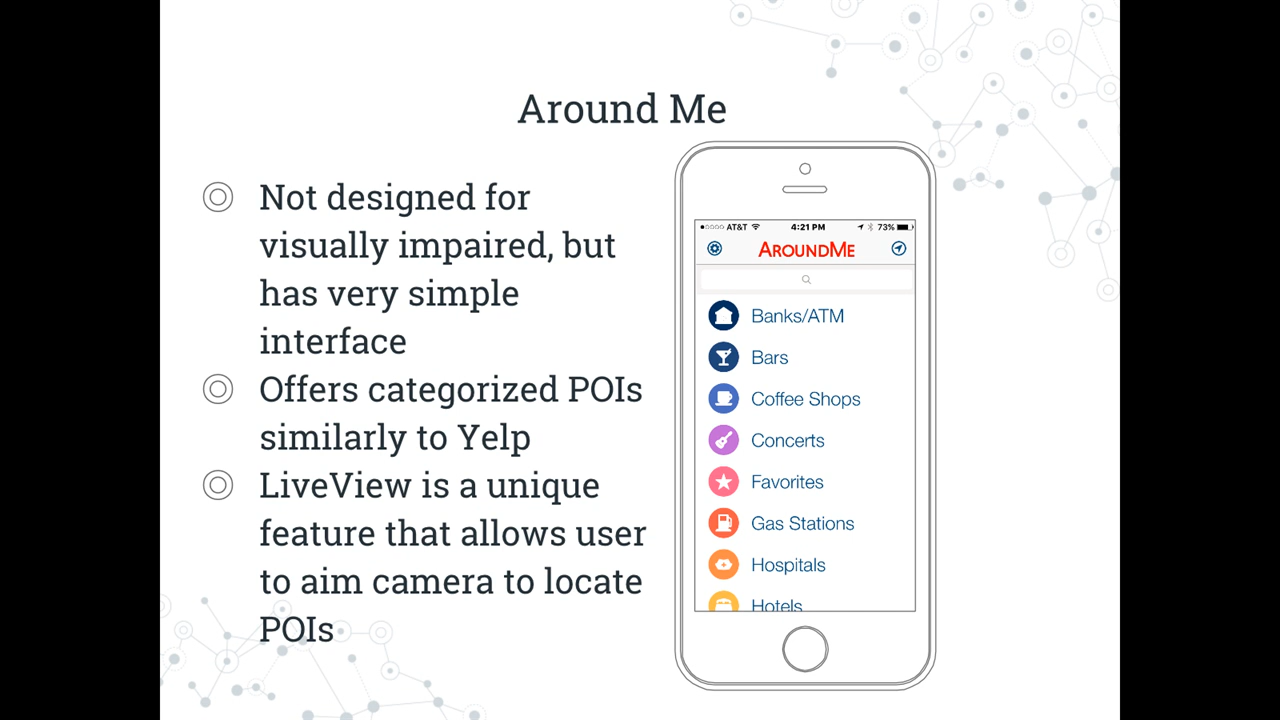 Around Me
Not designed for
visually impaired, but
has very simple
interface
Offers categorized POIs
similarly to Yelp
LiveView is a unique
feature that allows user
to aim camera to locate
POIs
AT&T 4:21 PM 73%
AROUNDME
Banks/ATM
Bars
Coffee Shops
Concerts
Favorites
Gas Stations
Hospitals
Hotels